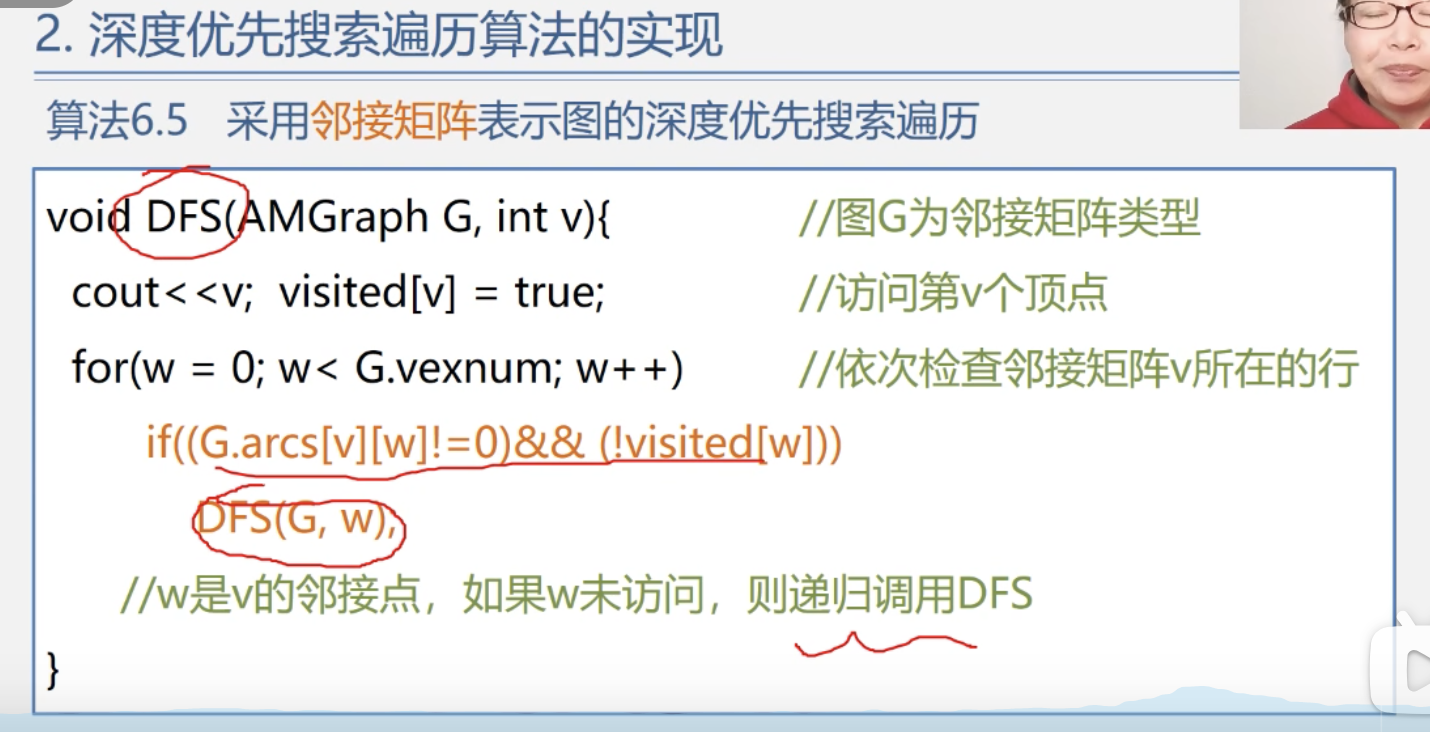 2. 深度优先搜索遍历算法的实现
算法6.5 采用邻接矩阵表示图的深度优先搜索遍历
void DFS(AMGraph G, int v){ //图G为邻接矩阵类型
cout<<v; visited[v] = true; //访问第v个顶点
for(w = 0; w< G.vexnum; w++) //依次检查邻接矩阵v所在的行
if((G.arcs[v][w]!=0)&& (!visited[w]))
DFS(G, w);
//w是v的邻接点，如果w未访问，则递归调用DFS
}